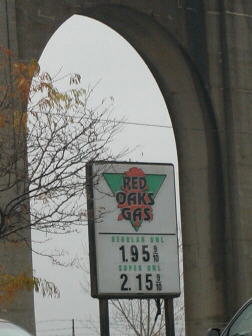 RED
OAKS
GAS
REGULAR UNL
1.95 9/10
SUPER UNL
2.15 9/10